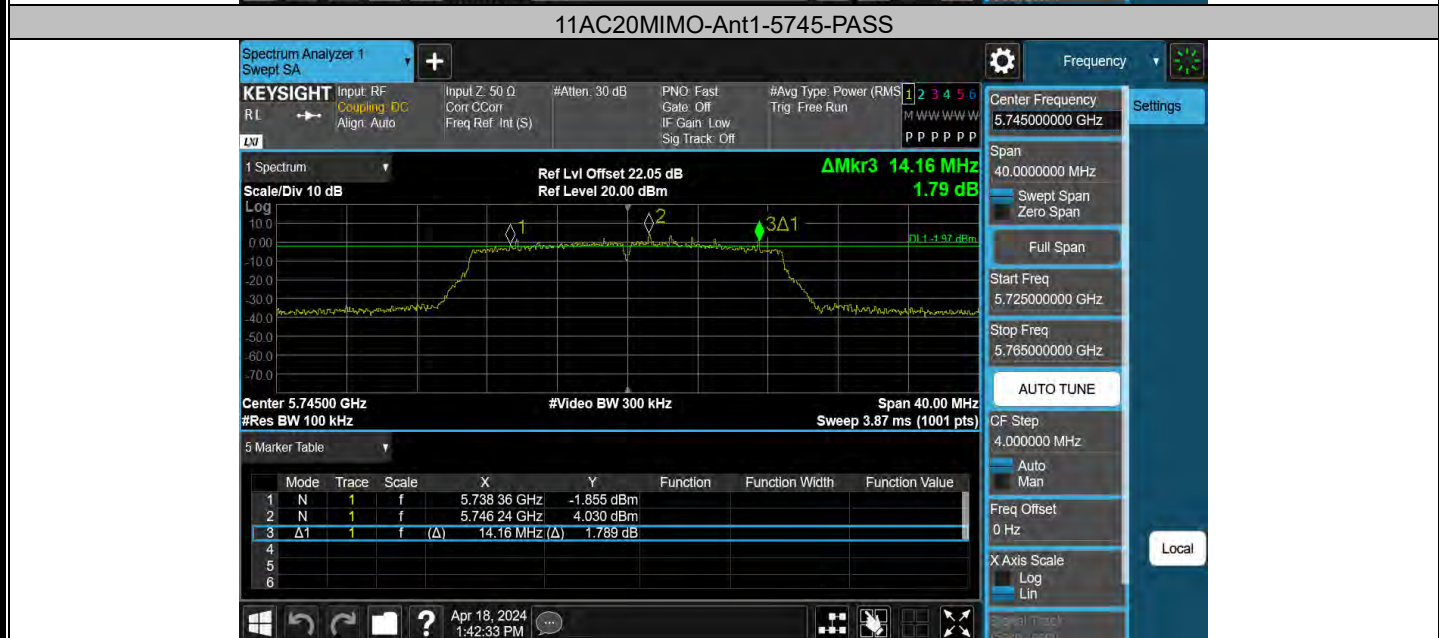 11AC20MIMO-Ant1-5745-PASS
Spectrum Analyzer 1
Swept SA
+
Frequency
KEYSIGHT
RL
LXI
Input: RF
Coupling: DC
Align: Auto
Input Z: 50 Ω
Corr CCorr
Freq Ref: Int (S)
#Atten: 30 dB
PNO: Fast
Gate: Off
IF Gain: Low
Sig Track: Off
#Avg Type: Power (RMS
Trig: Free Run
1 2 3 4 5 6
M W W W W W
P P P P P P
1 Spectrum
Scale/Div 10 dB
Ref Lvl Offset 22.05 dB
Ref Level 20.00 dBm
ΔMkr3 14.16 MHz
1.79 dB
Log
10.0
0.00
-10.0
-20.0
-30.0
-40.0
-50.0
-60.0
-70.0
1
2
3Δ1
DL1 -1.97 dBm
Center 5.74500 GHz
#Video BW 300 kHz
Span 40.00 MHz
#Res BW 100 kHz
Sweep 3.87 ms (1001 pts)
5 Marker Table
Mode Trace Scale X Y Function Function Width Function Value
1 N 1 f 5.738 36 GHz -1.855 dBm
2 N 1 f 5.746 24 GHz 4.030 dBm
3 Δ1 1 f (Δ) 14.16 MHz (Δ) 1.789 dB
4
5
6
Center Frequency
5.745000000 GHz
Settings
Span
40.0000000 MHz
Swept Span
Zero Span
Full Span
Start Freq
5.725000000 GHz
Stop Freq
5.765000000 GHz
AUTO TUNE
CF Step
4.000000 MHz
Auto
Man
Freq Offset
0 Hz
X Axis Scale
Log
Lin
Local
?
Apr 18, 2024
1:42:33 PM